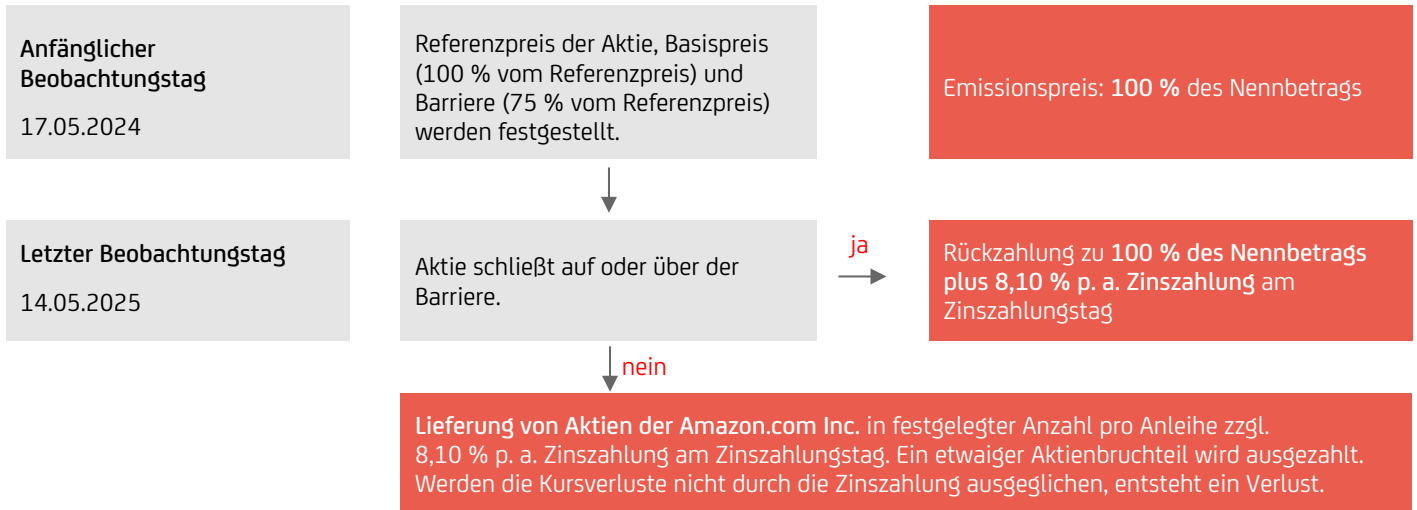 Anfänglicher
Beobachtungstag
17.05.2024
Referenzpreis der Aktie, Basispreis
(100 % vom Referenzpreis) und
Barriere (75 % vom Referenzpreis)
werden festgestellt.
Emissionspreis: 100 % des Nennbetrags
Letzter Beobachtungstag
14.05.2025
Aktie schließt auf oder über der
Barriere.
ja
Rückzahlung zu 100 % des Nennbetrags
plus 8,10 % p. a. Zinszahlung am
Zinszahlungstag
nein
Lieferung von Aktien der Amazon.com Inc. in festgelegter Anzahl pro Anleihe zzgl.
8,10 % p. a. Zinszahlung am Zinszahlungstag. Ein etwaiger Aktienbruchteil wird ausgezahlt.
Werden die Kursverluste nicht durch die Zinszahlung ausgeglichen, entsteht ein Verlust.